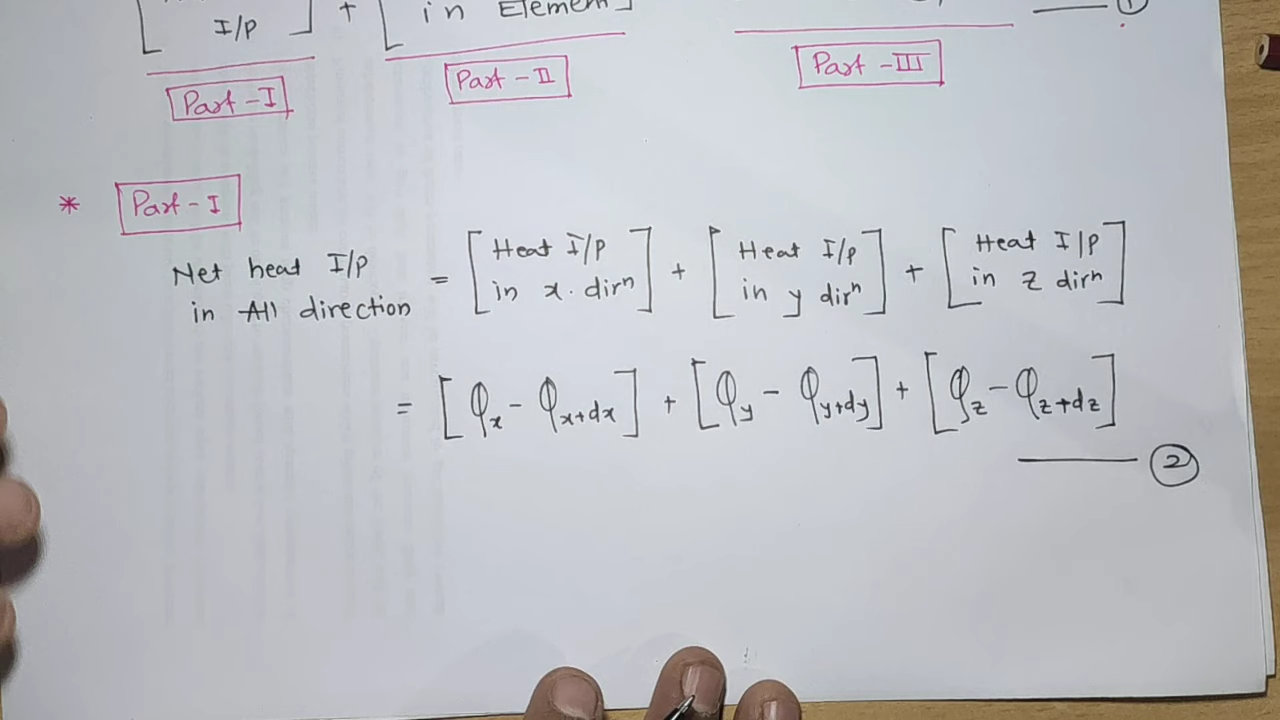 I/P + in Element ①
Part-I Part-II Part-III
* Part-I
Net heat I/P in All direction = [Heat I/P in x. dirⁿ] + [Heat I/P in y dirⁿ] + [Heat I/P in z dirⁿ]
= [Qx - Qx+dx] + [Qy - Qy+dy] + [Qz - Qz+dz]
②